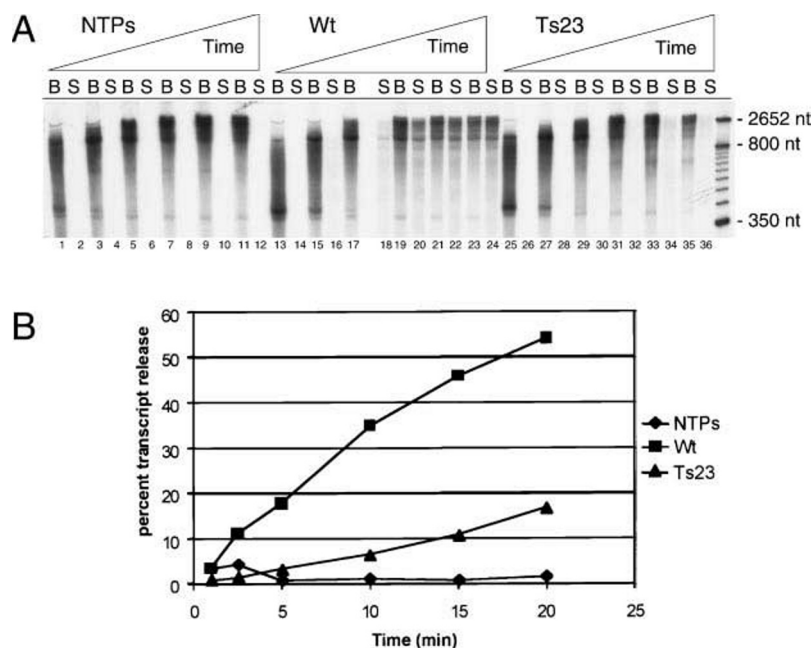 A
NTPs Wt Ts23
Time Time Time
B S B S B S B S B S B S B S B S B S B S B S B S B S B S B S B S B S B S
- 2652 nt
- 800 nt
- 350 nt
1 2 3 4 5 6 7 8 9 10 11 12 13 14 15 16 17 18 19 20 21 22 23 24 25 26 27 28 29 30 31 32 33 34 35 36
B
60
50
40
30
20
10
0
percent transcript release
0 5 10 15 20 25
Time (min)
NTPs
Wt
Ts23